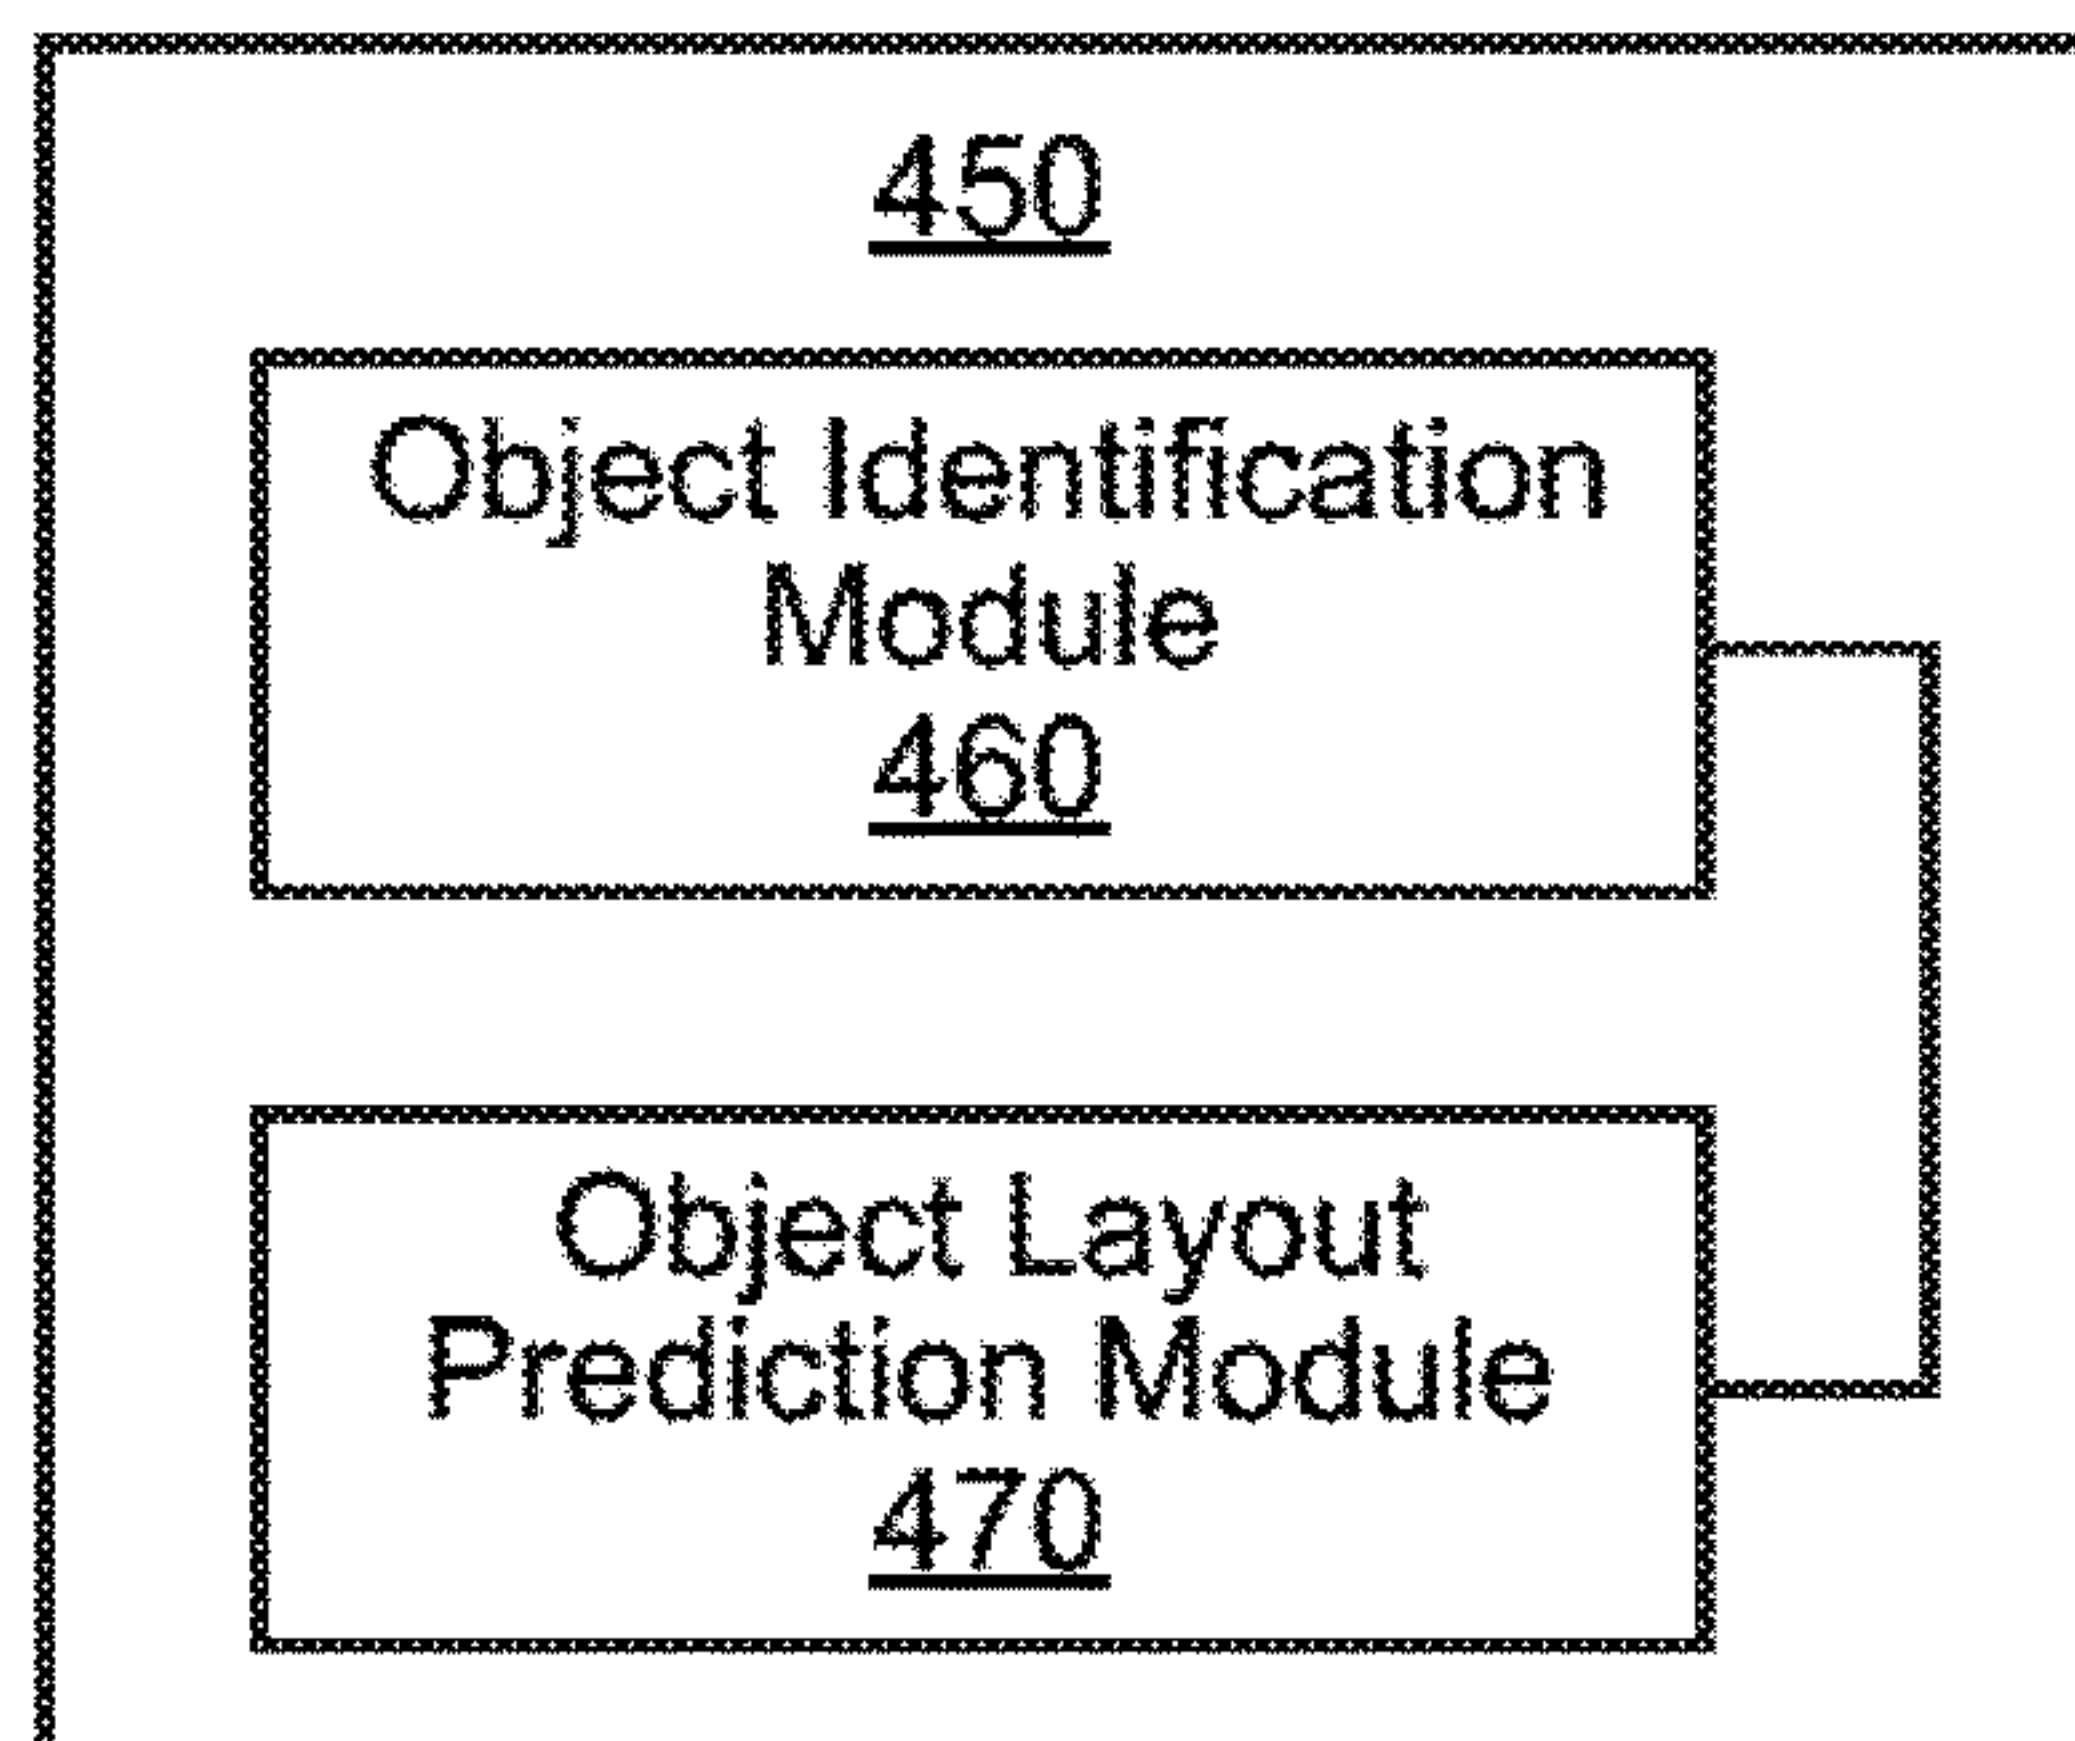 450
Object Identification
Module
460
Object Layout
Prediction Module
470